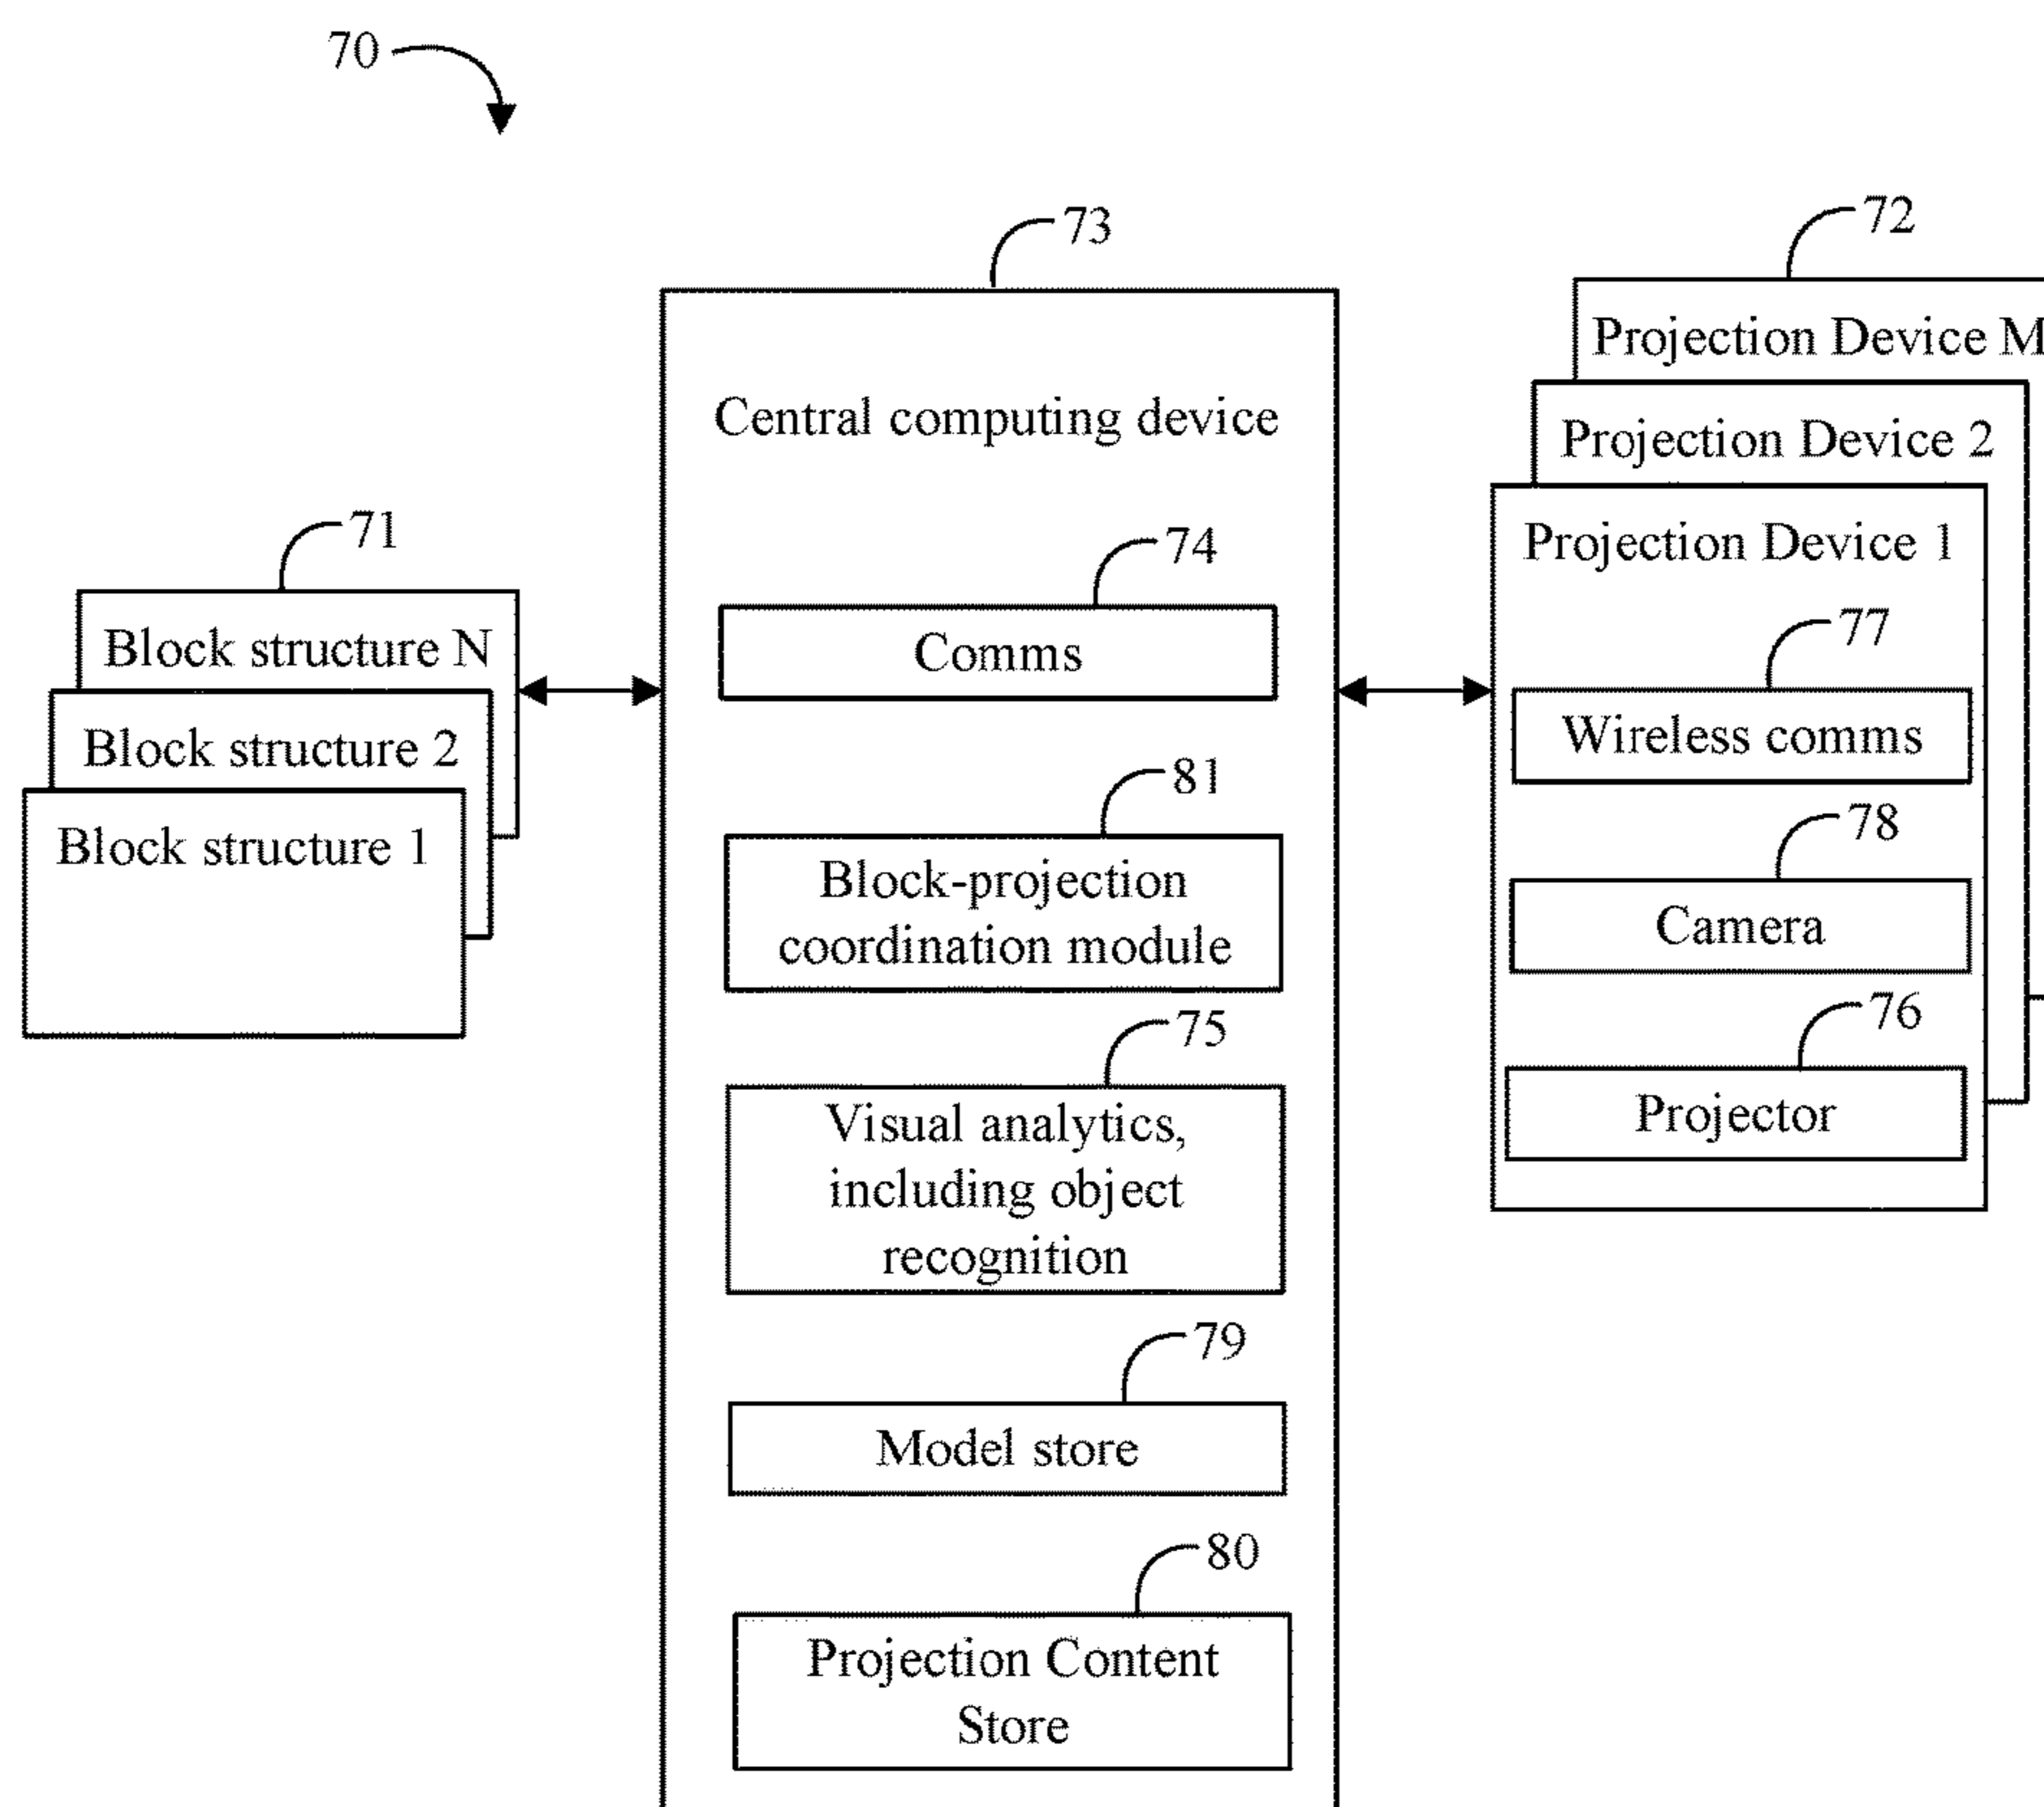 70
73
72
Projection Device M
Central computing device
Projection Device 2
71
74
Projection Device 1
Block structure N
Comms
77
Wireless comms
Block structure 2
81
78
Block structure 1
Block-projection
coordination module
Camera
75
76
Visual analytics,
including object
recognition
Projector
79
Model store
80
Projection Content
Store